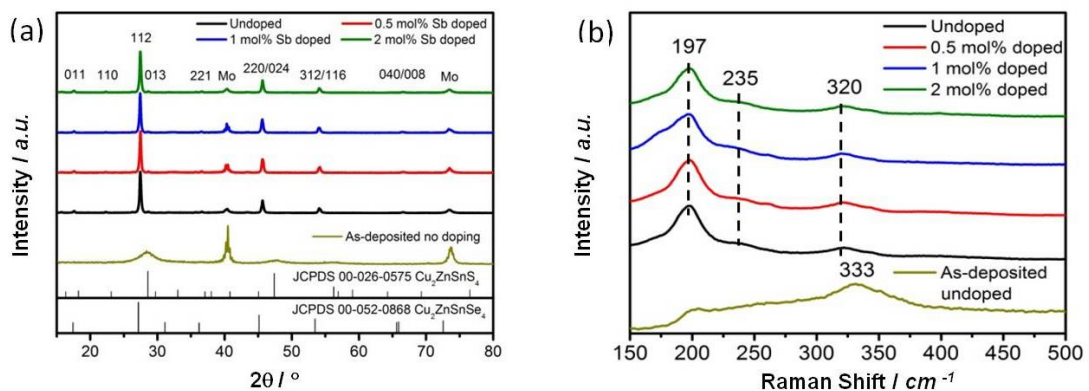 (a)
Undoped
0.5 mol% Sb doped
1 mol% Sb doped
2 mol% Sb doped
112
011
110
013
221
Mo
220/024
312/116
040/008
Mo
As-deposited no doping
JCPDS 00-026-0575 Cu2ZnSnS4
JCPDS 00-052-0868 Cu2ZnSnSe4
Intensity / a.u.
20 30 40 50 60 70 80
2θ / °
(b)
Undoped
0.5 mol% doped
1 mol% doped
2 mol% doped
197
235
320
333
As-deposited
undoped
Intensity / a.u.
150 200 250 300 350 400 450 500
Raman Shift / cm -1